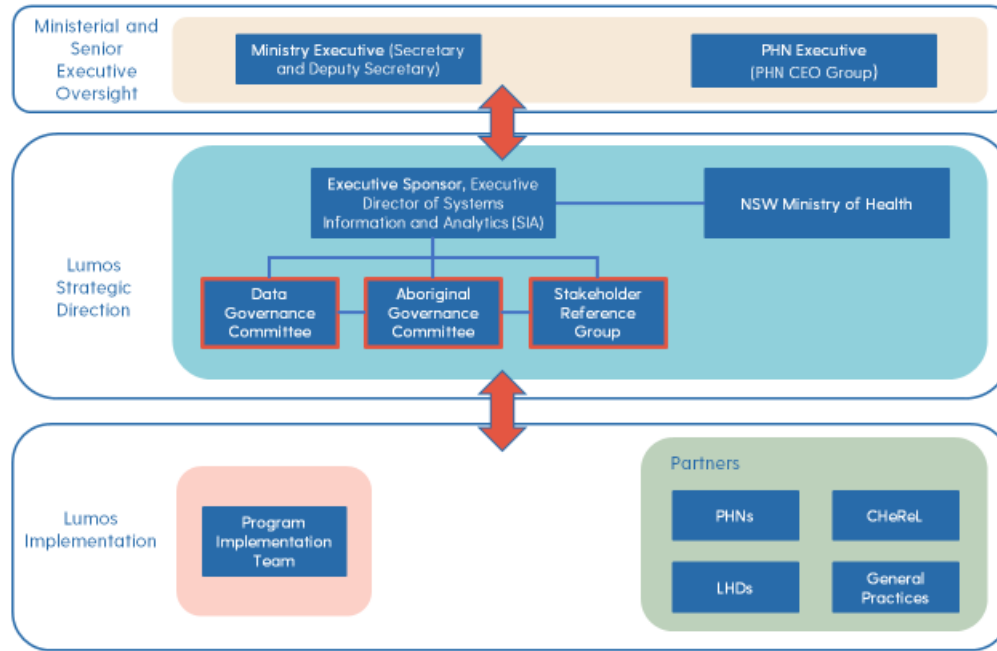 Ministerial and
Senior
Executive
Oversight
Ministry Executive (Secretary
and Deputy Secretary)
PHN Executive
(PHN CEO Group)
Lumos
Strategic
Direction
Executive Sponsor, Executive
Director of Systems
Information and Analytics (SIA)
NSW Ministry of Health
Data
Governance
Committee
Aboriginal
Governance
Committee
Stakeholder
Reference
Group
Lumos
Implementation
Program
Implementation
Team
Partners
PHNs
CHeReL
LHDs
General
Practices